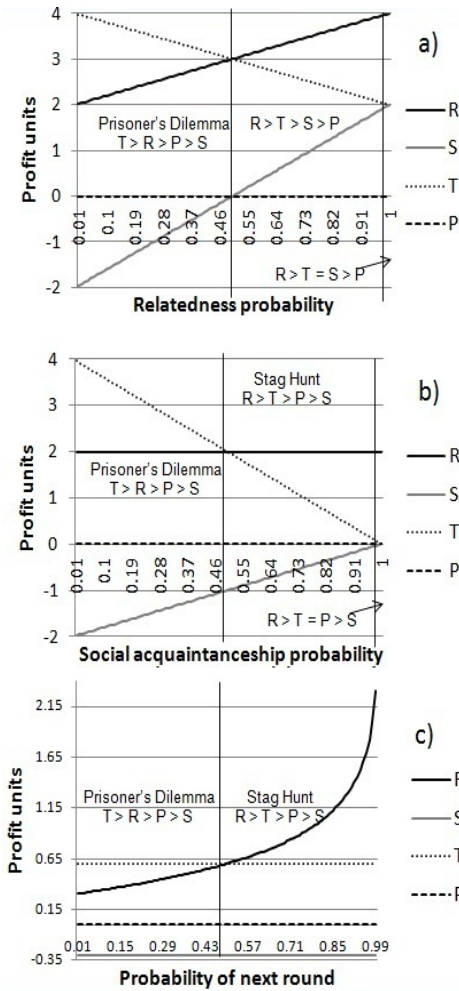 4
a)
3
R
2
Prisoner's Dilemma
T > R > P > S
R > T > S > P
S
1
T
0
P
-1
-2
0.01 0.1 0.19 0.28 0.37 0.46 0.55 0.64 0.73 0.82 0.91 1
R > T = S > P
Profit units
Relatedness probability
4
b)
Stag Hunt
R > T > P > S
3
R
2
Prisoner's Dilemma
T > R > P > S
S
1
T
0
P
-1
-2
0.01 0.1 0.19 0.28 0.37 0.46 0.55 0.64 0.73 0.82 0.91 1
R > T = P > S
Profit units
Social acquaintanceship probability
2.15
c)
1.65
Prisoner's Dilemma
T > R > P > S
Stag Hunt
R > T > P > S
1.15
0.65
0.15
-0.35
0.01 0.15 0.29 0.43 0.57 0.71 0.85 0.99
Profit units
Probability of next round